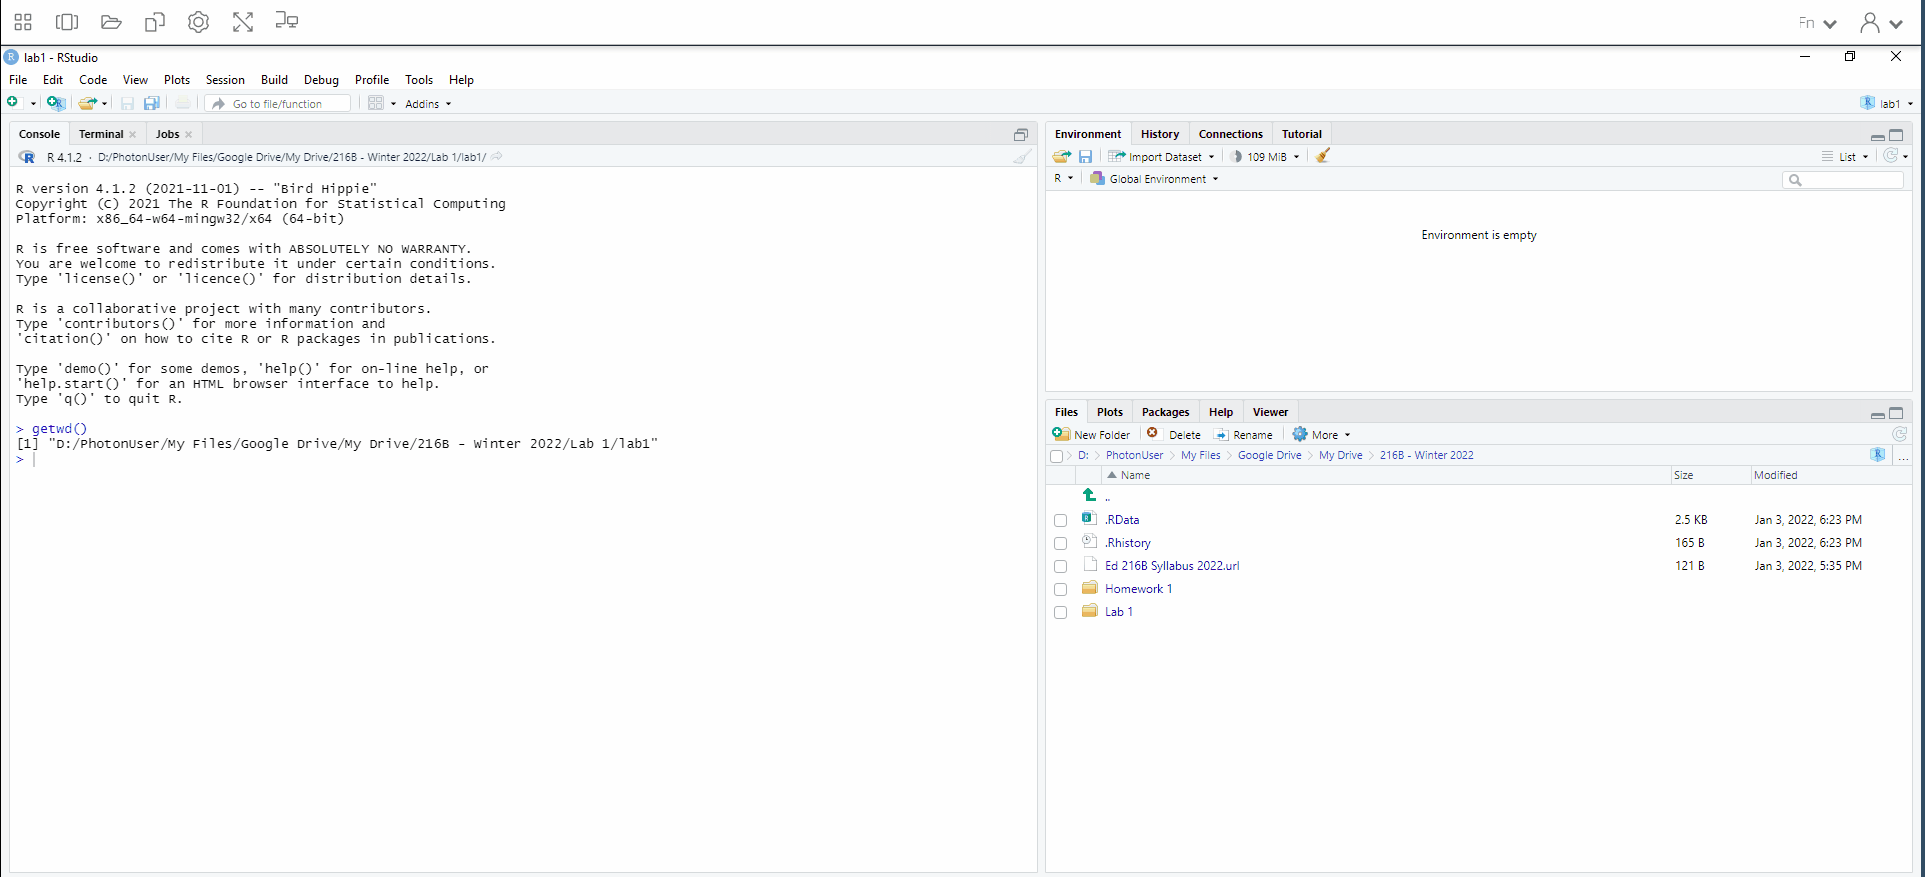 Fn
lab1 - RStudio
File Edit Code View Plots Session Build Debug Profile Tools Help
Go to file/function Addins lab1
Console Terminal Jobs
R 4.1.2 · D:/PhotonUser/My Files/Google Drive/My Drive/216B - Winter 2022/Lab 1/lab1/
R version 4.1.2 (2021-11-01) -- "Bird Hippie"
Copyright (C) 2021 The R Foundation for Statistical Computing
Platform: x86_64-w64-mingw32/x64 (64-bit)
R is free software and comes with ABSOLUTELY NO WARRANTY.
You are welcome to redistribute it under certain conditions.
Type 'license()' or 'licence()' for distribution details.
R is a collaborative project with many contributors.
Type 'contributors()' for more information and
'citation()' on how to cite R or R packages in publications.
Type 'demo()' for some demos, 'help()' for on-line help, or
'help.start()' for an HTML browser interface to help.
Type 'q()' to quit R.
> getwd()
[1] "D:/PhotonUser/My Files/Google Drive/My Drive/216B - Winter 2022/Lab 1/lab1"
>
Environment History Connections Tutorial
Import Dataset 109 MiB List
R Global Environment
Environment is empty
Files Plots Packages Help Viewer
New Folder Delete Rename More
D: PhotonUser My Files Google Drive My Drive 216B - Winter 2022 ...
Name Size Modified
..
.RData 2.5 KB Jan 3, 2022, 6:23 PM
.Rhistory 165 B Jan 3, 2022, 6:23 PM
Ed 216B Syllabus 2022.url 121 B Jan 3, 2022, 5:35 PM
Homework 1
Lab 1